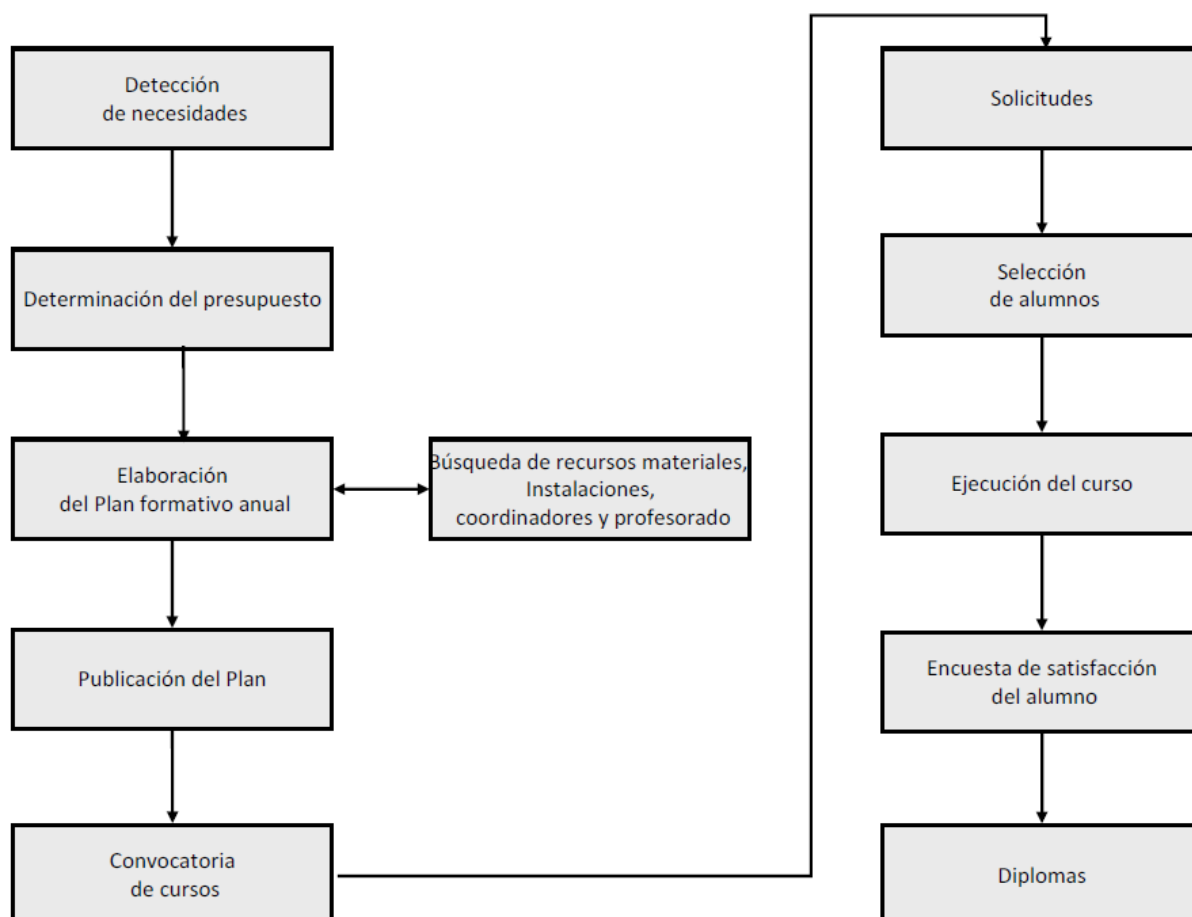 Detección
de necesidades
Determinación del presupuesto
Elaboración
del Plan formativo anual
Búsqueda de recursos materiales,
Instalaciones,
coordinadores y profesorado
Publicación del Plan
Convocatoria
de cursos
Solicitudes
Selección
de alumnos
Ejecución del curso
Encuesta de satisfacción
del alumno
Diplomas